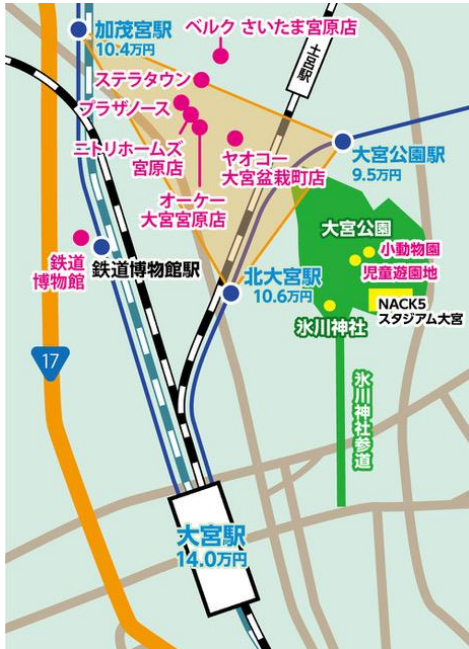 加茂宮駅
10.4万円
ベルク さいたま宮原店
土呂駅
ステラタウン
プラザノース
ニトリホームズ
宮原店
ヤオコー
大宮盆栽町店
オーケー
大宮宮原店
大宮公園駅
9.5万円
大宮公園
小動物園
児童遊園地
鉄道
博物館
鉄道博物館駅
北大宮駅
10.6万円
NACK5
スタジアム大宮
氷川神社
17
氷川神社参道
大宮駅
14.0万円